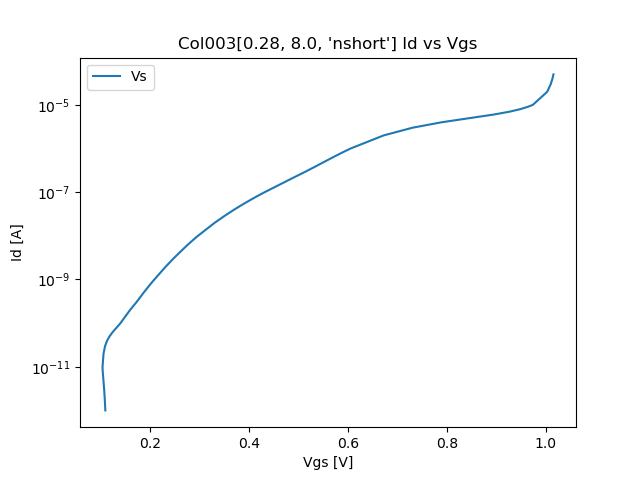 Col003[0.28, 8.0, 'nshort'] Id vs Vgs
Vs
10⁻⁵
10⁻⁷
10⁻⁹
10⁻¹¹
Id [A]
0.2 0.4 0.6 0.8 1.0
Vgs [V]